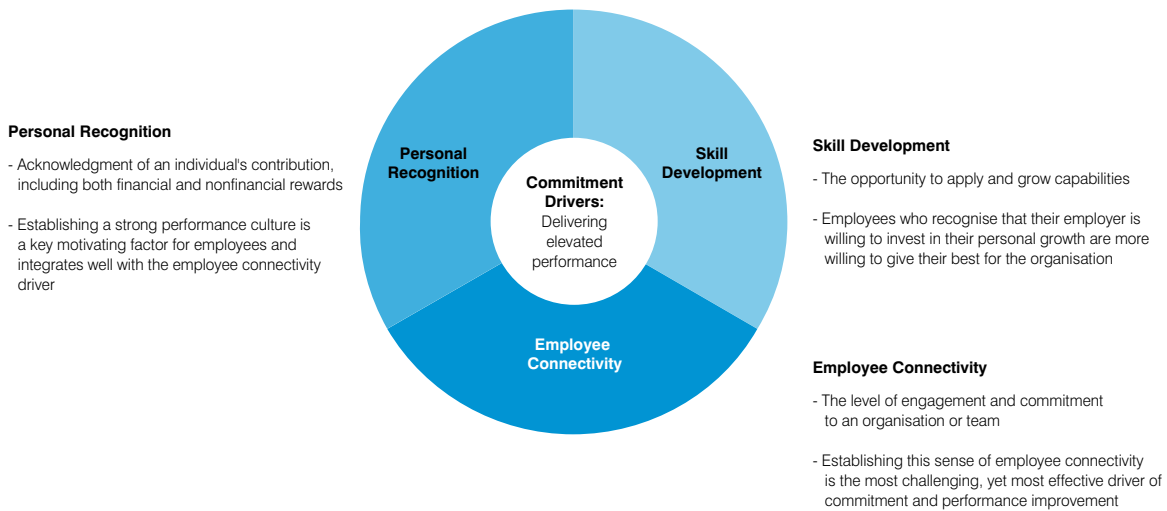 Personal Recognition
- Acknowledgment of an individual's contribution,
including both financial and nonfinancial rewards
- Establishing a strong performance culture is
a key motivating factor for employees and
integrates well with the employee connectivity
driver
Personal
Recognition
Commitment
Drivers:
Delivering
elevated
performance
Skill
Development
Employee
Connectivity
Skill Development
- The opportunity to apply and grow capabilities
- Employees who recognise that their employer is
willing to invest in their personal growth are more
willing to give their best for the organisation
Employee Connectivity
- The level of engagement and commitment
to an organisation or team
- Establishing this sense of employee connectivity
is the most challenging, yet most effective driver of
commitment and performance improvement